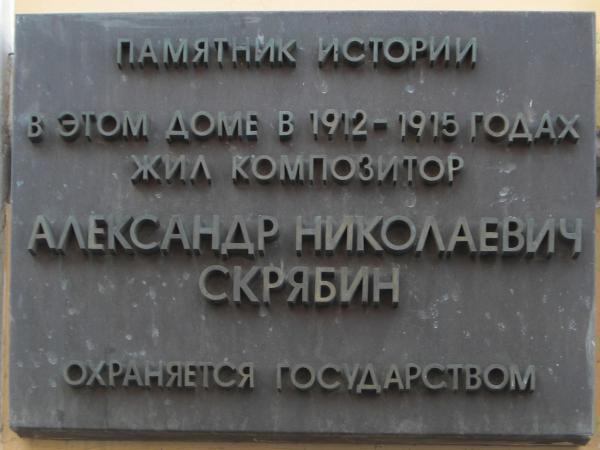 ПАМЯТНИК ИСТОРИИ
В ЭТОМ ДОМЕ В 1912-1915 ГОДАХ
ЖИЛ КОМПОЗИТОР
АЛЕКСАНДР НИКОЛАЕВИЧ
СКРЯБИН
ОХРАНЯЕТСЯ ГОСУДАРСТВОМ